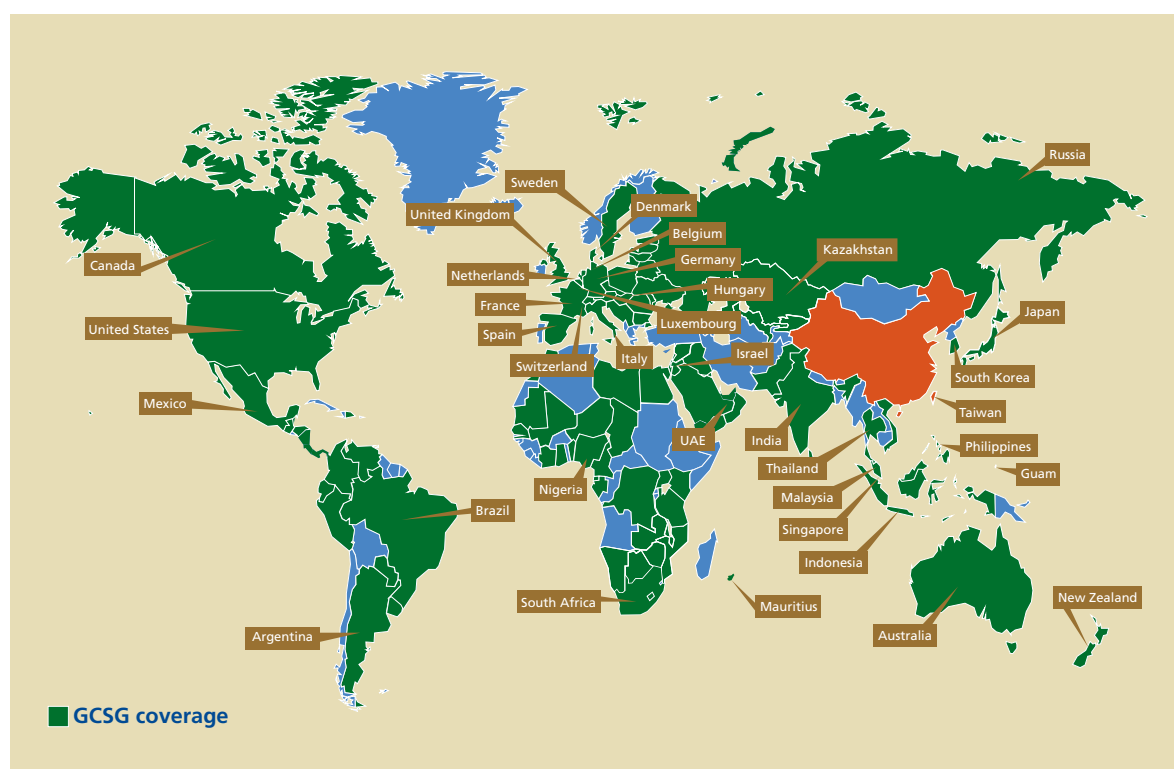 Russia
Sweden
Denmark
United Kingdom
Belgium
Kazakhstan
Germany
Canada
Netherlands
Hungary
France
Japan
United States
Luxembourg
Spain
Italy
Israel
Switzerland
South Korea
Mexico
Taiwan
UAE
India
Philippines
Thailand
Guam
Nigeria
Malaysia
Brazil
Singapore
Indonesia
New Zealand
South Africa
Mauritius
Argentina
Australia
GCSG coverage